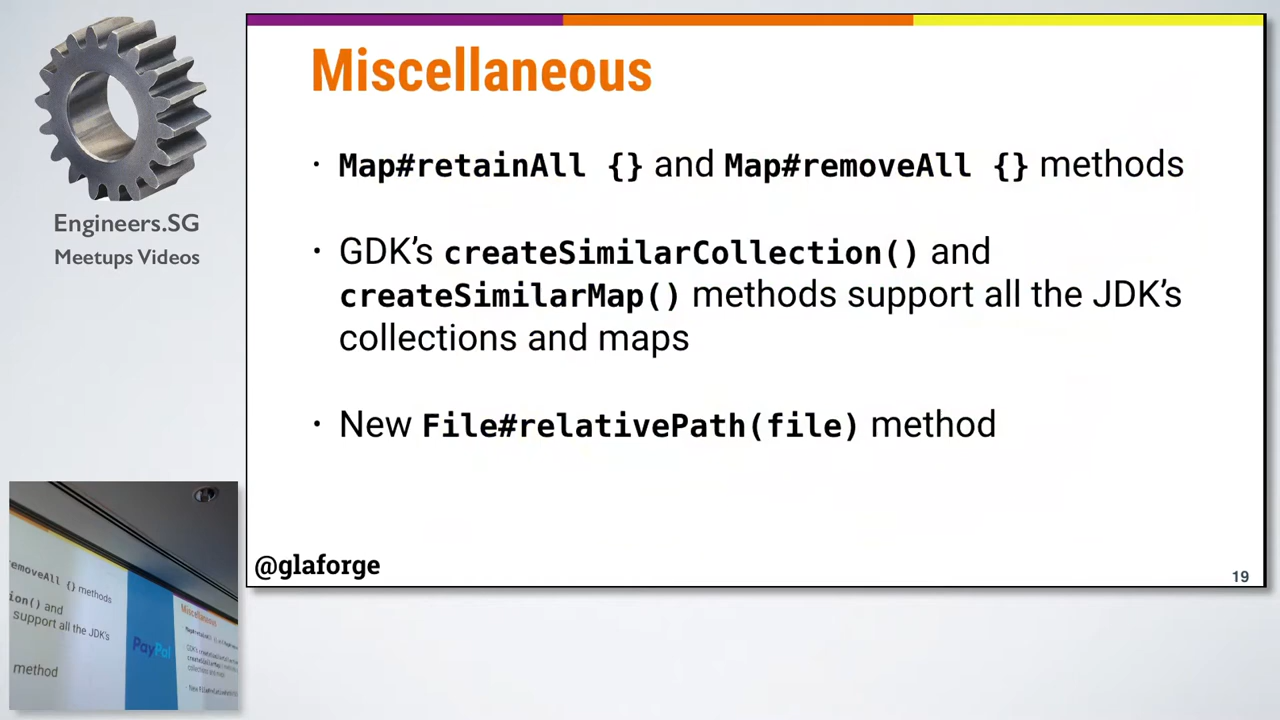 Miscellaneous
· Map#retainAll {} and Map#removeAll {} methods
· GDK’s createSimilarCollection() and
createSimilarMap() methods support all the JDK’s
collections and maps
· New File#relativePath(file) method
@glaforge
19
Engineers.SG
Meetups Videos
emoveAll {} methods
ion() and
support all the JDK's
method
PayPal
Miscellaneous